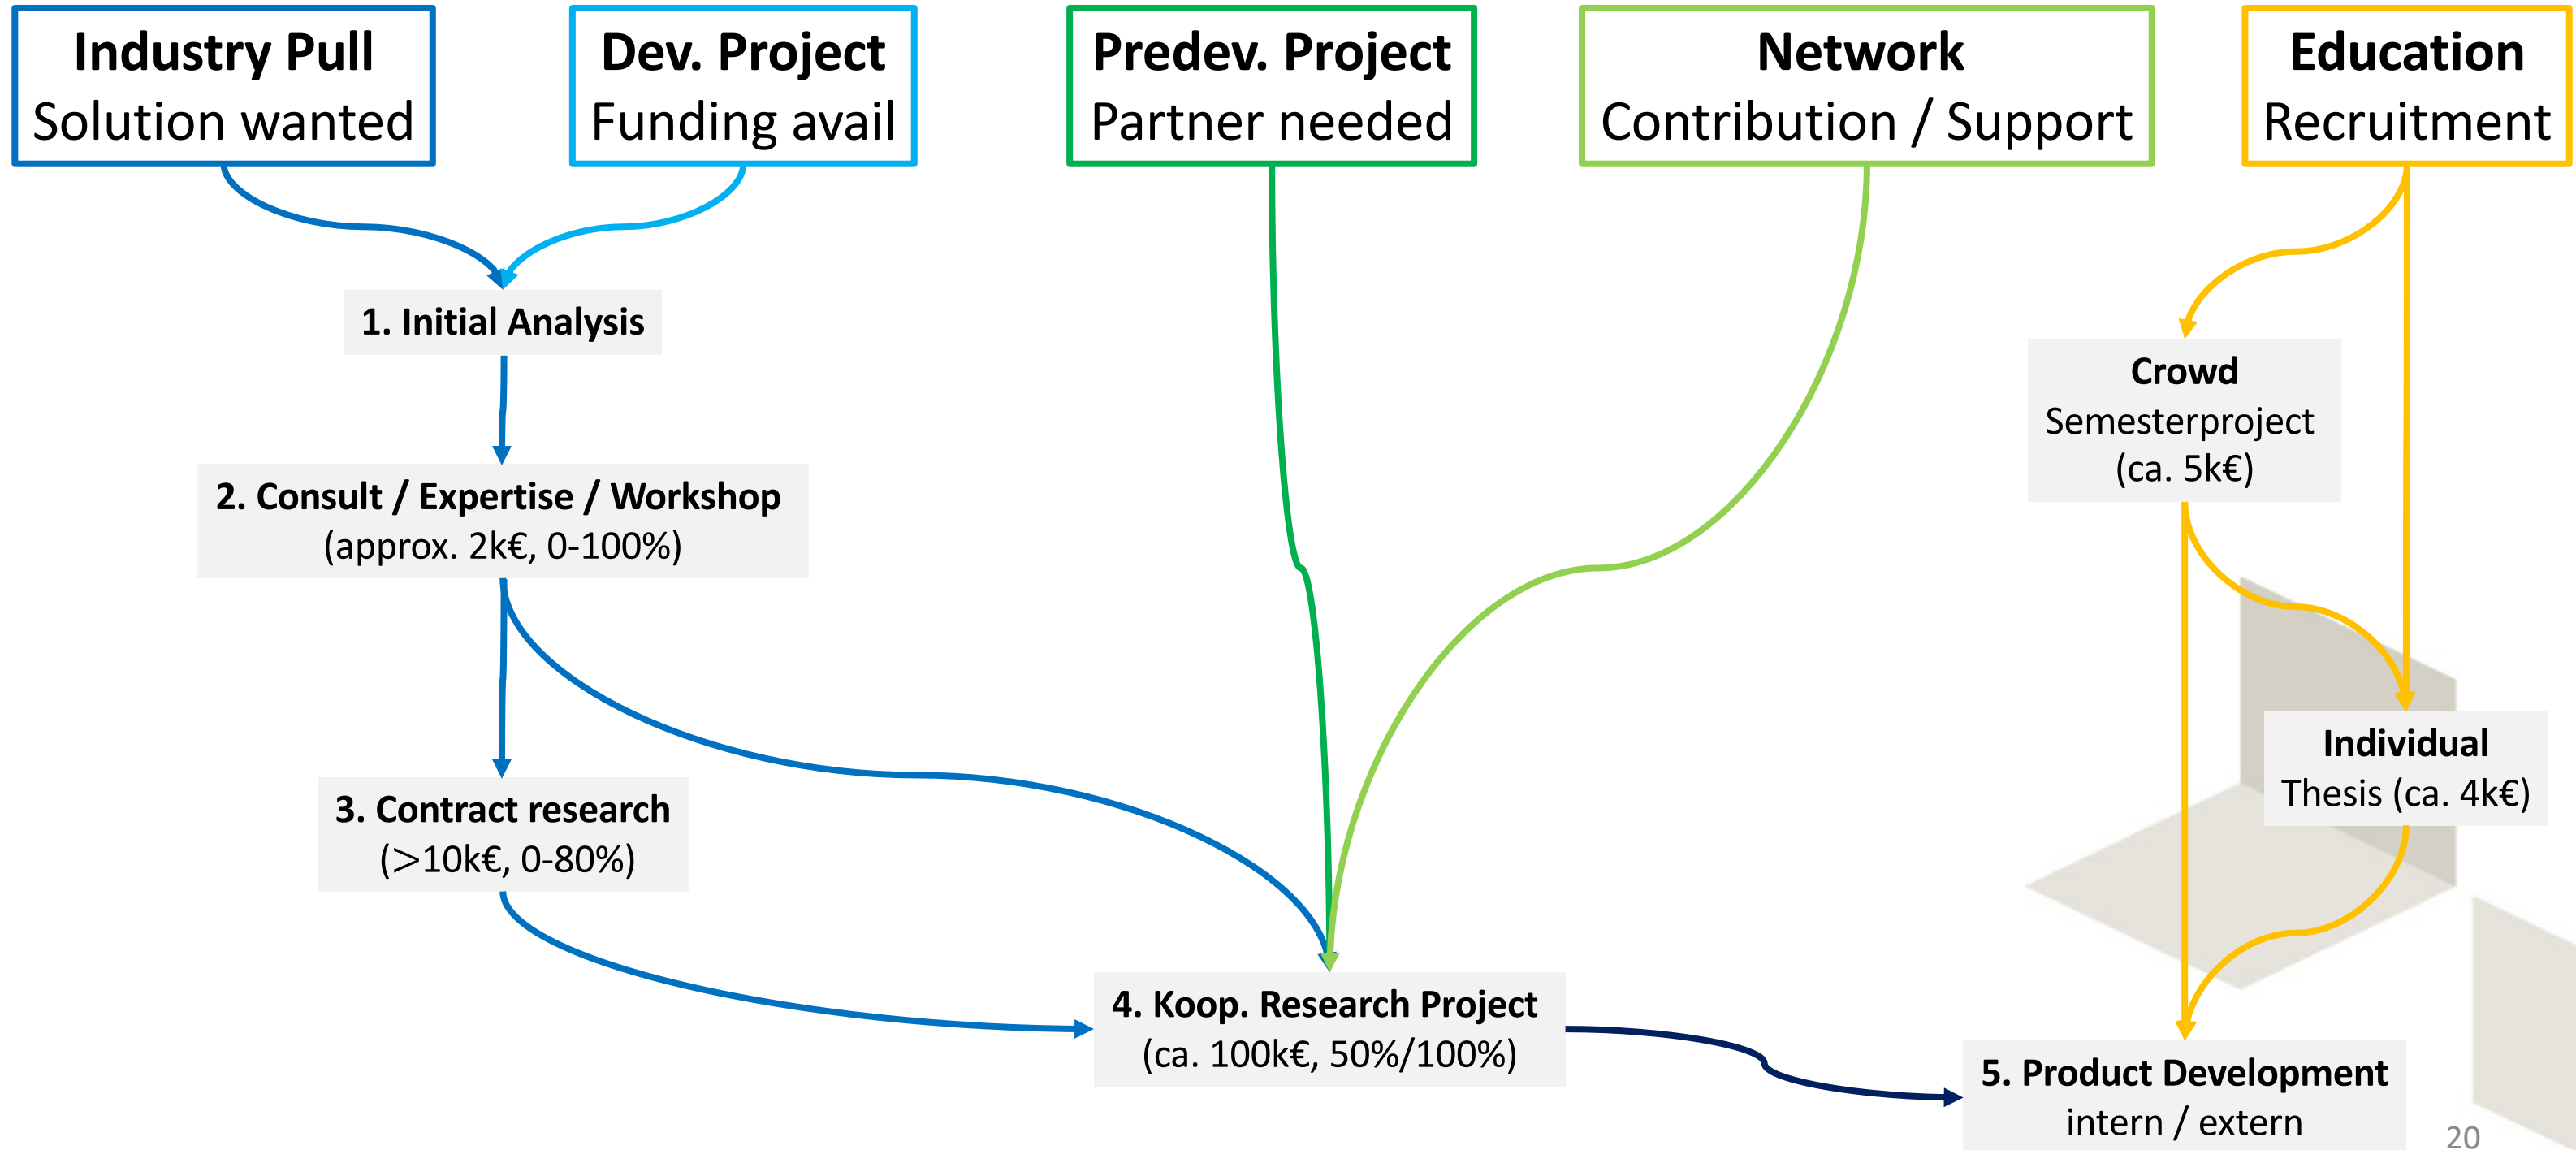 Industry Pull
Solution wanted
Dev. Project
Funding avail
Predev. Project
Partner needed
Network
Contribution / Support
Education
Recruitment
1. Initial Analysis
Crowd
Semesterproject
(ca. 5k€)
2. Consult / Expertise / Workshop
(approx. 2k€, 0-100%)
Individual
Thesis (ca. 4k€)
3. Contract research
(>10k€, 0-80%)
4. Koop. Research Project
(ca. 100k€, 50%/100%)
5. Product Development
intern / extern
20